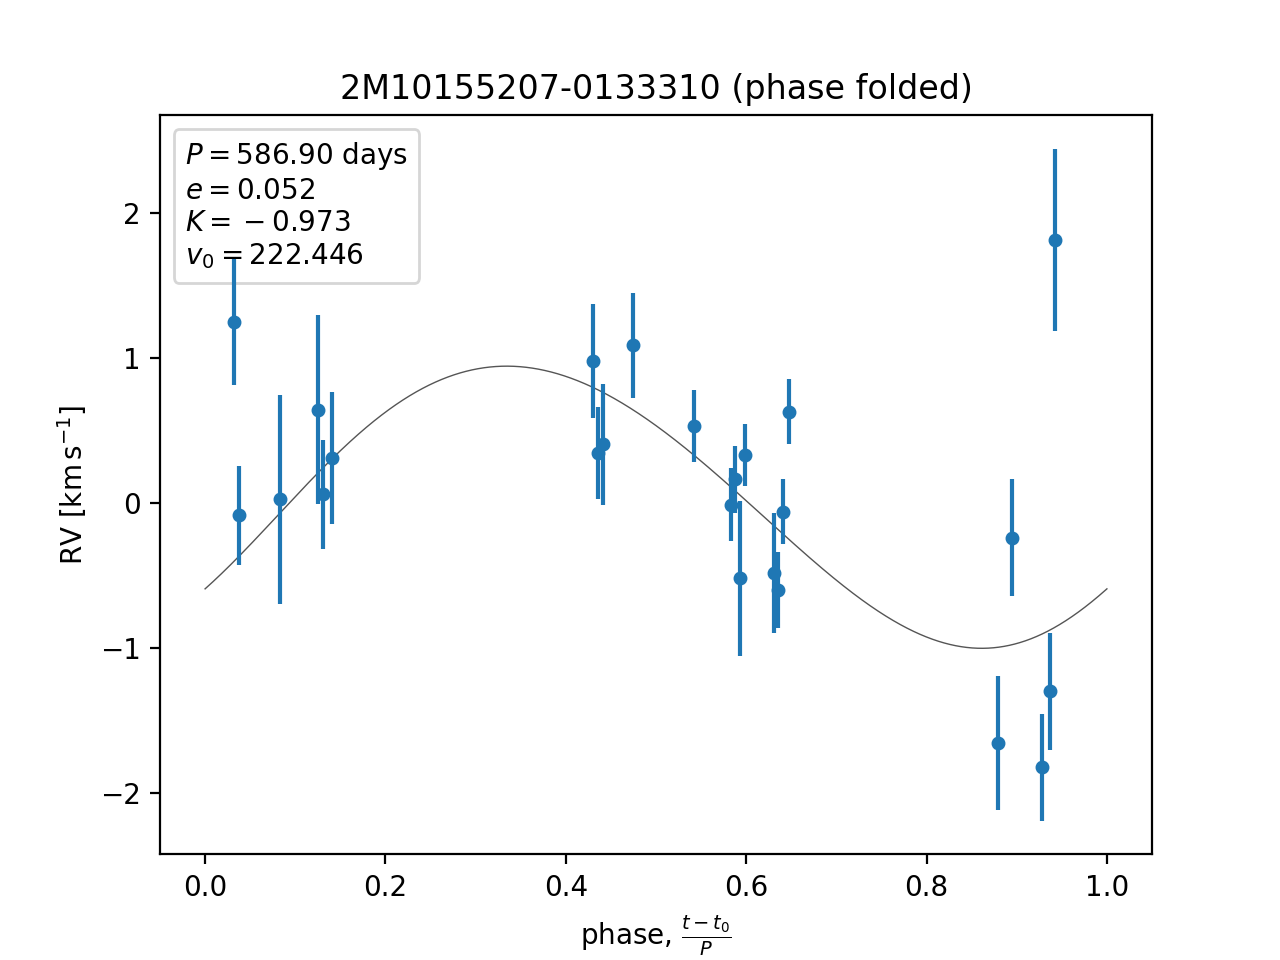 2M10155207-0133310 (phase folded)
P = 586.90 days
e = 0.052
K = −0.973
v₀ = 222.446
2
1
0
−1
−2
RV [km s⁻¹]
0.0 0.2 0.4 0.6 0.8 1.0
phase, (t − t₀)/P